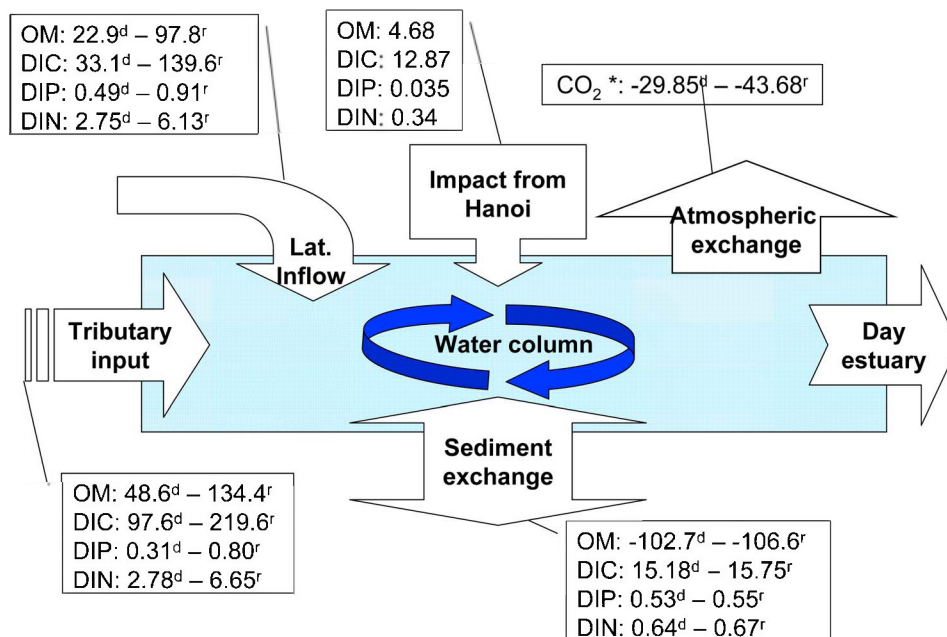 OM: 22.9ᵈ – 97.8ʳ
DIC: 33.1ᵈ – 139.6ʳ
DIP: 0.49ᵈ – 0.91ʳ
DIN: 2.75ᵈ – 6.13ʳ
OM: 4.68
DIC: 12.87
DIP: 0.035
DIN: 0.34
CO₂ *: -29.85ᵈ – -43.68ʳ
Impact from
Hanoi
Atmospheric
exchange
Lat.
Inflow
Tributary
input
Water column
Day
estuary
Sediment
exchange
OM: 48.6ᵈ – 134.4ʳ
DIC: 97.6ᵈ – 219.6ʳ
DIP: 0.31ᵈ – 0.80ʳ
DIN: 2.78ᵈ – 6.65ʳ
OM: -102.7ᵈ – -106.6ʳ
DIC: 15.18ᵈ – 15.75ʳ
DIP: 0.53ᵈ – 0.55ʳ
DIN: 0.64ᵈ – 0.67ʳ